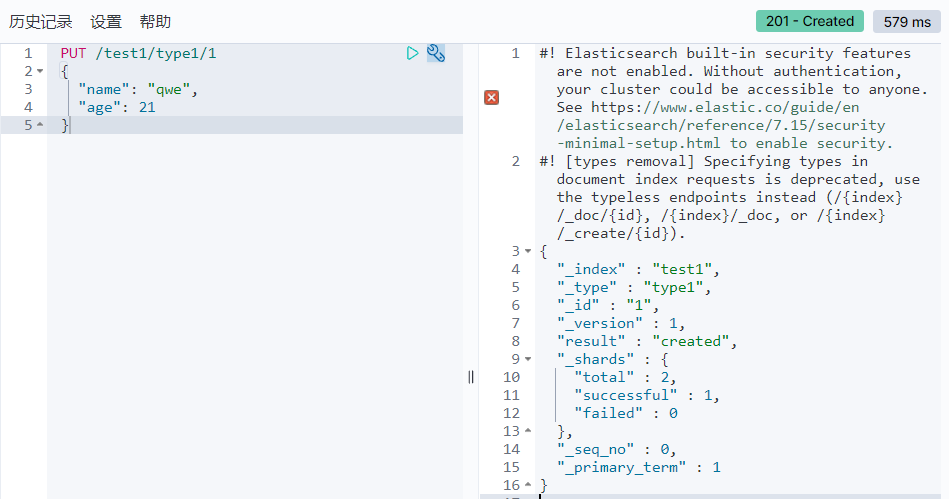 历史记录 设置 帮助
201 - Created 579 ms
1 PUT /test1/type1/1
2 {
3 "name": "qwe",
4 "age": 21
5 }
1 #! Elasticsearch built-in security features
are not enabled. Without authentication,
your cluster could be accessible to anyone.
See https://www.elastic.co/guide/en
/elasticsearch/reference/7.15/security
-minimal-setup.html to enable security.
2 #! [types removal] Specifying types in
document index requests is deprecated, use
the typeless endpoints instead (/{index}
/_doc/{id}, /{index}/_doc, or /{index}
/_create/{id}).
3 {
4 "_index" : "test1",
5 "_type" : "type1",
6 "_id" : "1",
7 "_version" : 1,
8 "result" : "created",
9 "_shards" : {
10 "total" : 2,
11 "successful" : 1,
12 "failed" : 0
13 },
14 "_seq_no" : 0,
15 "_primary_term" : 1
16 }